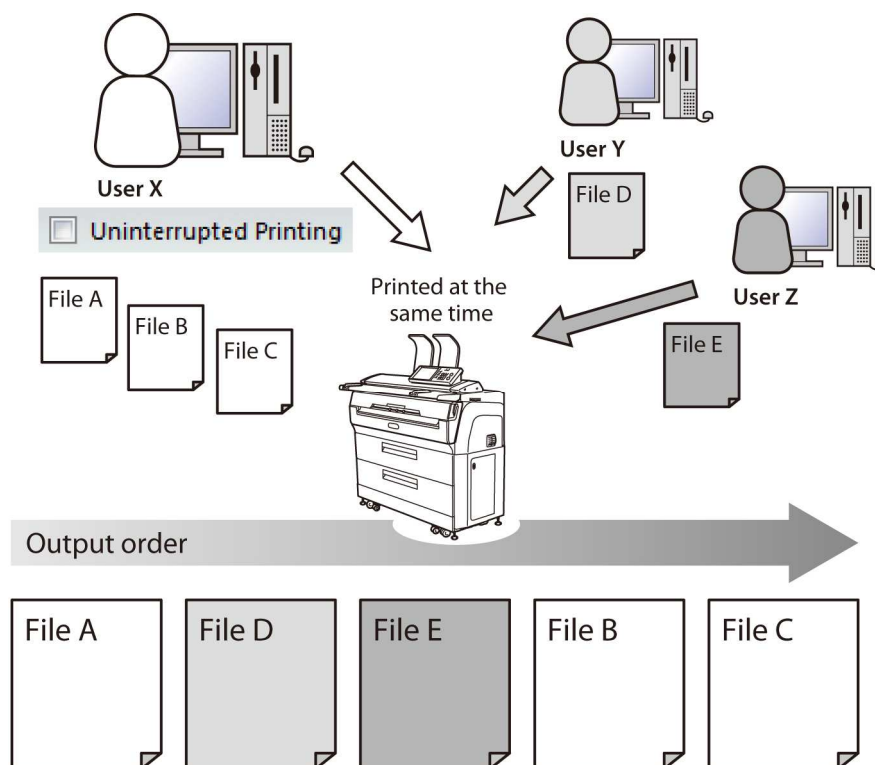 User X
Uninterrupted Printing
File A
File B
File C
User Y
File D
User Z
File E
Printed at the
same time
Output order
File A
File D
File E
File B
File C